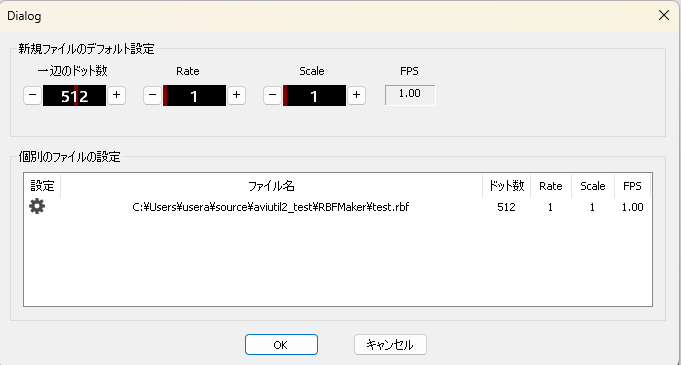 Dialog
新規ファイルのデフォルト設定
一辺のドット数 Rate Scale FPS
− 512 + − 1 + − 1 + 1.00
個別のファイルの設定
設定 ファイル名 ドット数 Rate Scale FPS
C:¥Users¥usera¥source¥aviutil2_test¥RBFMaker¥test.rbf 512 1 1 1.00
OK キャンセル